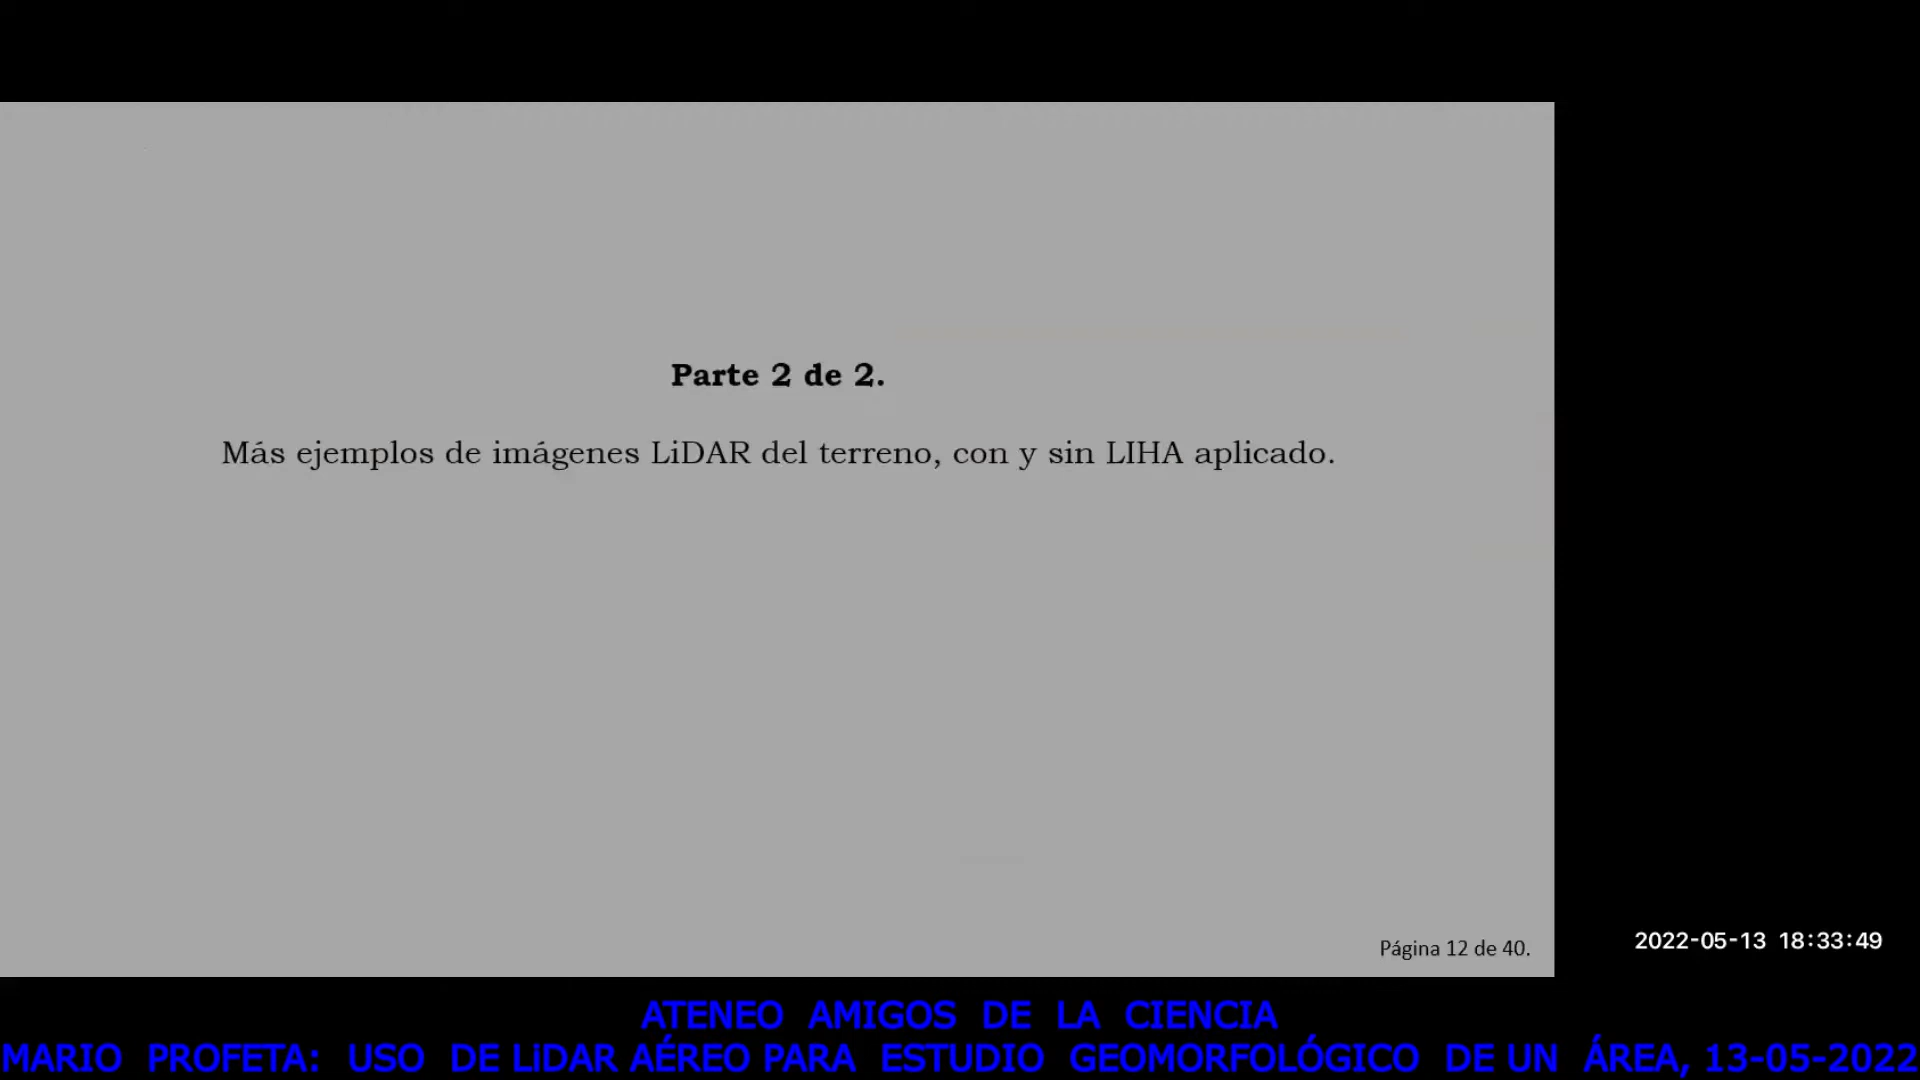 Parte 2 de 2.
Más ejemplos de imágenes LiDAR del terreno, con y sin LIHA aplicado.
Página 12 de 40.
2022-05-13 18:33:49
ATENEO AMIGOS DE LA CIENCIA
MARIO PROFETA: USO DE LiDAR AÉREO PARA ESTUDIO GEOMORFOLÓGICO DE UN ÁREA, 13-05-2022